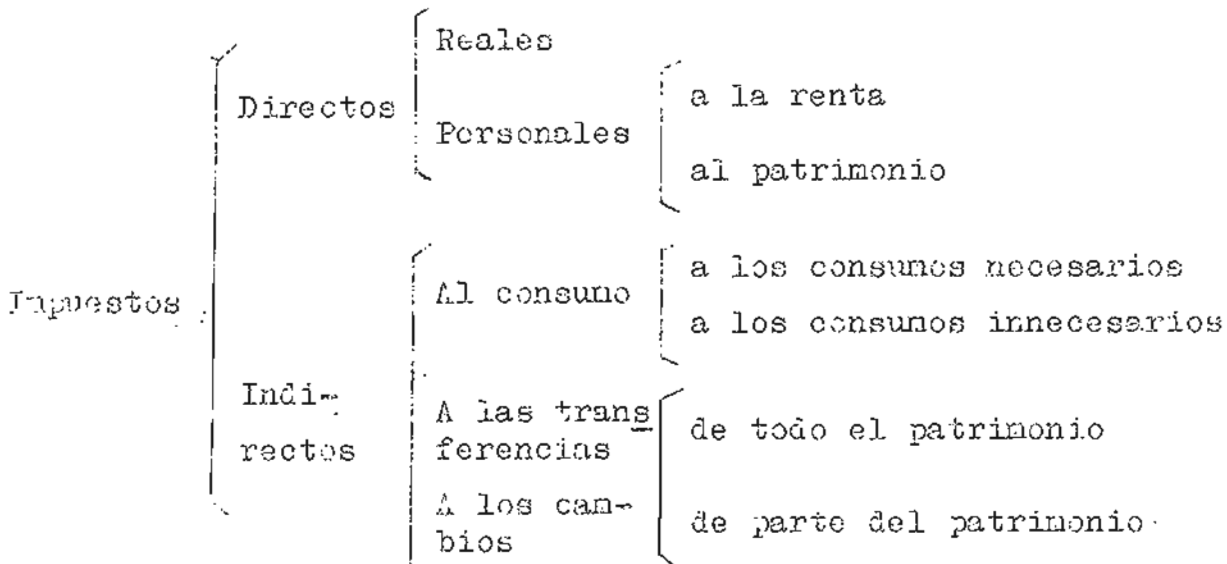 Reales
Directos
Personales
a la renta
al patrimonio
Impuestos
Al consumo
a los consumos necesarios
a los consumos innecesarios
Indi-
rectos
A las trans
ferencias
A los cam-
bios
de todo el patrimonio
de parte del patrimonio